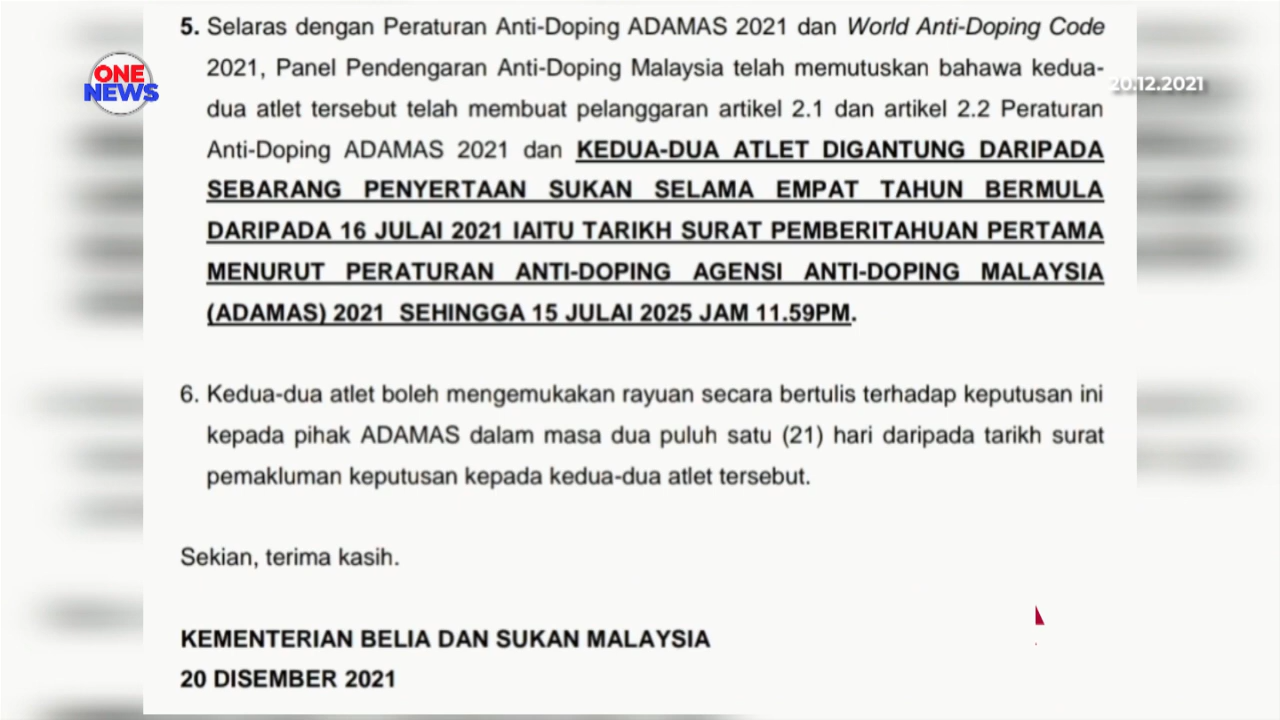 5. Selaras dengan Peraturan Anti-Doping ADAMAS 2021 dan World Anti-Doping Code
2021, Panel Pendengaran Anti-Doping Malaysia telah memutuskan bahawa kedua-
dua atlet tersebut telah membuat pelanggaran artikel 2.1 dan artikel 2.2 Peraturan
Anti-Doping ADAMAS 2021 dan KEDUA-DUA ATLET DIGANTUNG DARIPADA
SEBARANG PENYERTAAN SUKAN SELAMA EMPAT TAHUN BERMULA
DARIPADA 16 JULAI 2021 IAITU TARIKH SURAT PEMBERITAHUAN PERTAMA
MENURUT PERATURAN ANTI-DOPING AGENSI ANTI-DOPING MALAYSIA
(ADAMAS) 2021 SEHINGGA 15 JULAI 2025 JAM 11.59PM.
6. Kedua-dua atlet boleh mengemukakan rayuan secara bertulis terhadap keputusan ini
kepada pihak ADAMAS dalam masa dua puluh satu (21) hari daripada tarikh surat
pemakluman keputusan kepada kedua-dua atlet tersebut.
Sekian, terima kasih.
KEMENTERIAN BELIA DAN SUKAN MALAYSIA
20 DISEMBER 2021
ONE
NEWS
20.12.2021